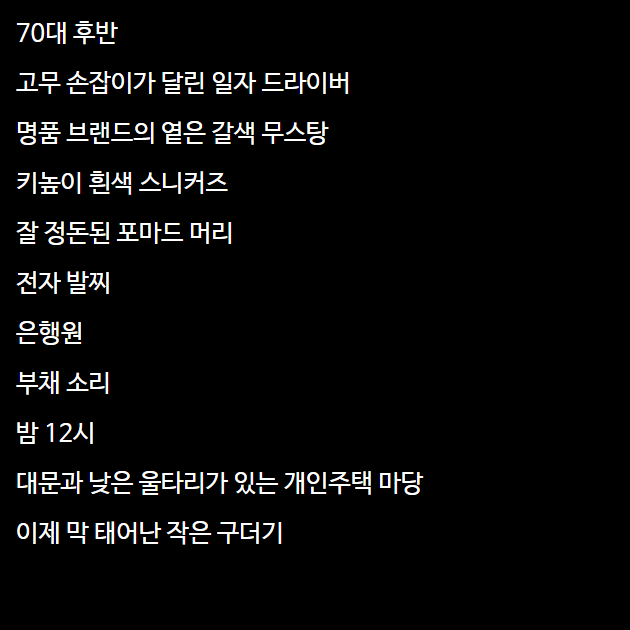 70대 후반
고무 손잡이가 달린 일자 드라이버
명품 브랜드의 옅은 갈색 무스탕
키높이 흰색 스니커즈
잘 정돈된 포마드 머리
전자 발찌
은행원
부채 소리
밤 12시
대문과 낮은 울타리가 있는 개인주택 마당
이제 막 태어난 작은 구더기